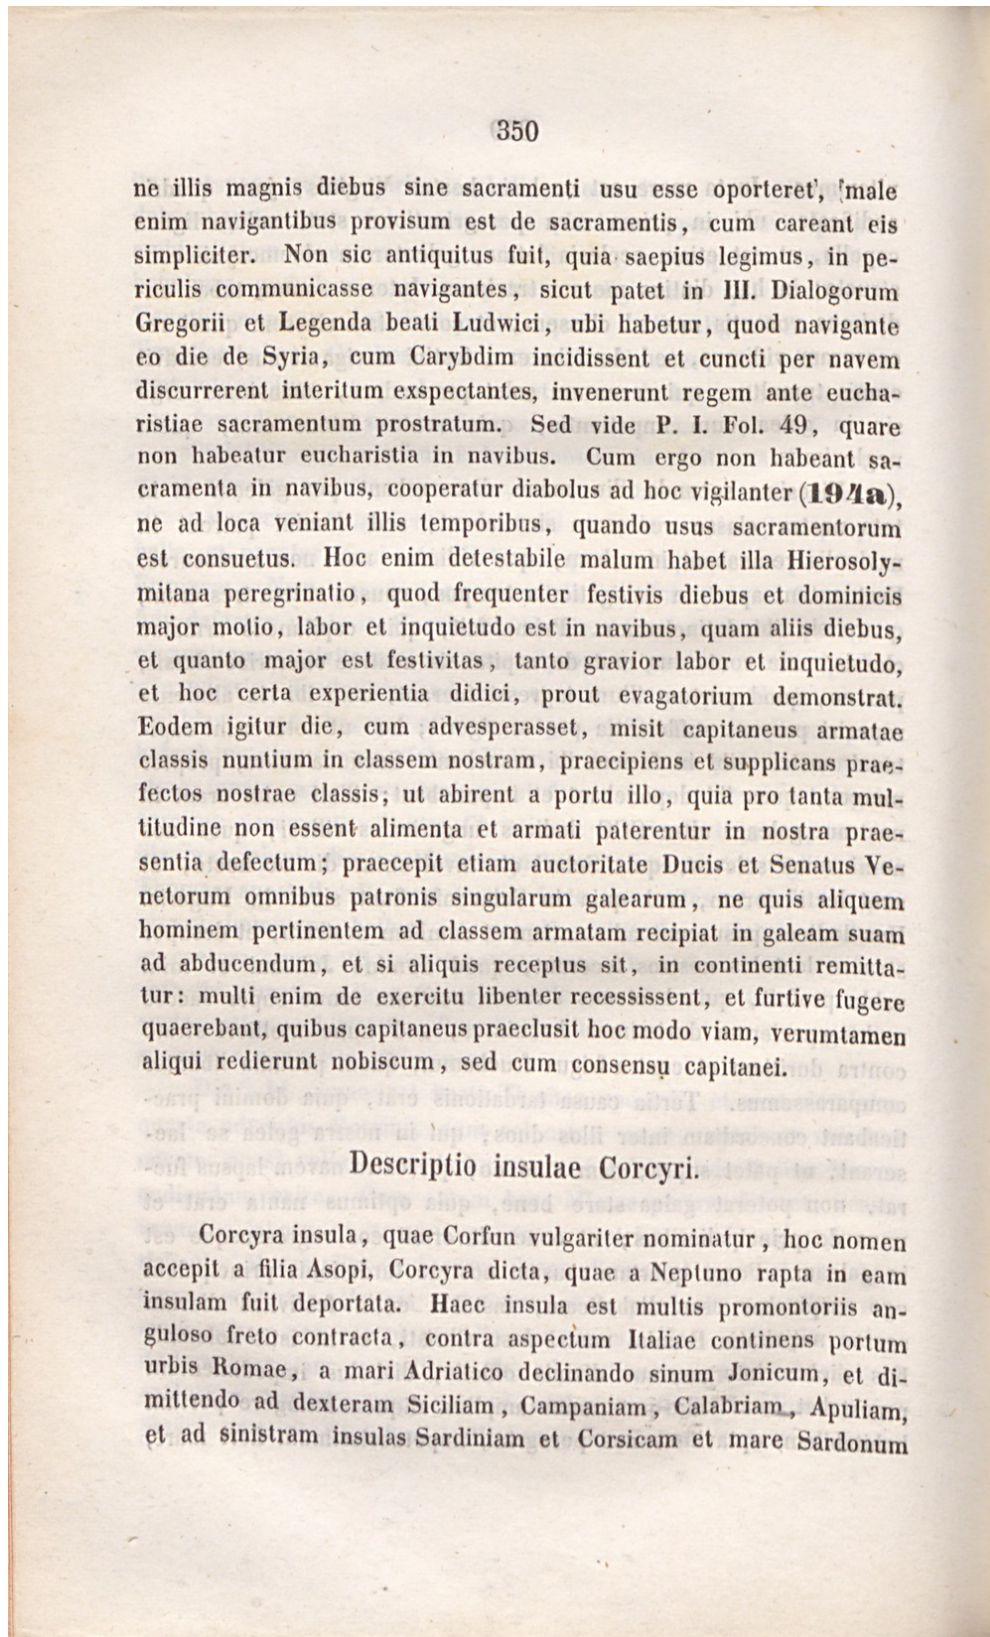 350
ne illis magnis diebus sine sacramenti usu esse oporteret', 'male
enim navigantibus provisum est de sacramentis, cum careant eis
simpliciter. Non sic antiquitus fuit, quia saepius legimus, in pe-
riculis communicasse navigantes, sicut patet in III. Dialogorum
Gregorii et Legenda beati Ludwici, ubi habetur, quod navigante
eo die de Syria, cum Carybdim incidissent et cuncti per navem
discurrerent interitum exspectantes, invenerunt regem ante eucha-
ristiae sacramentum prostratum. Sed vide P. I. Fol. 49, quare
non habeatur eucharistia in navibus. Cum ergo non habeant sa-
cramenta in navibus, cooperatur diabolus ad hoc vigilanter (194a),
ne ad loca veniant illis temporibus, quando usus sacramentorum
est consuetus. Hoc enim detestabile malum habet illa Hierosoly-
mitana peregrinatio, quod frequenter festivis diebus et dominicis
major motio, labor et inquietudo est in navibus, quam aliis diebus,
et quanto major est festivitas, tanto gravior labor et inquietudo,
et hoc certa experientia didici, prout evagatorium demonstrat.
Eodem igitur die, cum advesperasset, misit capitaneus armatae
classis nuntium in classem nostram, praecipiens et supplicans prae-
fectos nostrae classis, ut abirent a portu illo, quia pro tanta mul-
titudine non essent alimenta et armati paterentur in nostra prae-
sentia defectum; praecepit etiam auctoritate Ducis et Senatus Ve-
netorum omnibus patronis singularum galearum, ne quis aliquem
hominem pertinentem ad classem armatam recipiat in galeam suam
ad abducendum, et si aliquis receptus sit, in continenti remitta-
tur: multi enim de exercitu libenter recessissent, et furtive fugere
quaerebant, quibus capitaneus praeclusit hoc modo viam, verumtamen
aliqui redierunt nobiscum, sed cum consensu capitanei.
Descriptio insulae Corcyri.
Corcyra insula, quae Corfun vulgariter nominatur, hoc nomen
accepit a filia Asopi, Corcyra dicta, quae a Neptuno rapta in eam
insulam fuit deportata. Haec insula est multis promontoriis an-
guloso freto contracta, contra aspectum Italiae continens portum
urbis Romae, a mari Adriatico declinando sinum Jonicum, et di-
mittendo ad dexteram Siciliam, Campaniam, Calabriam, Apuliam,
et ad sinistram insulas Sardiniam et Corsicam et mare Sardonum